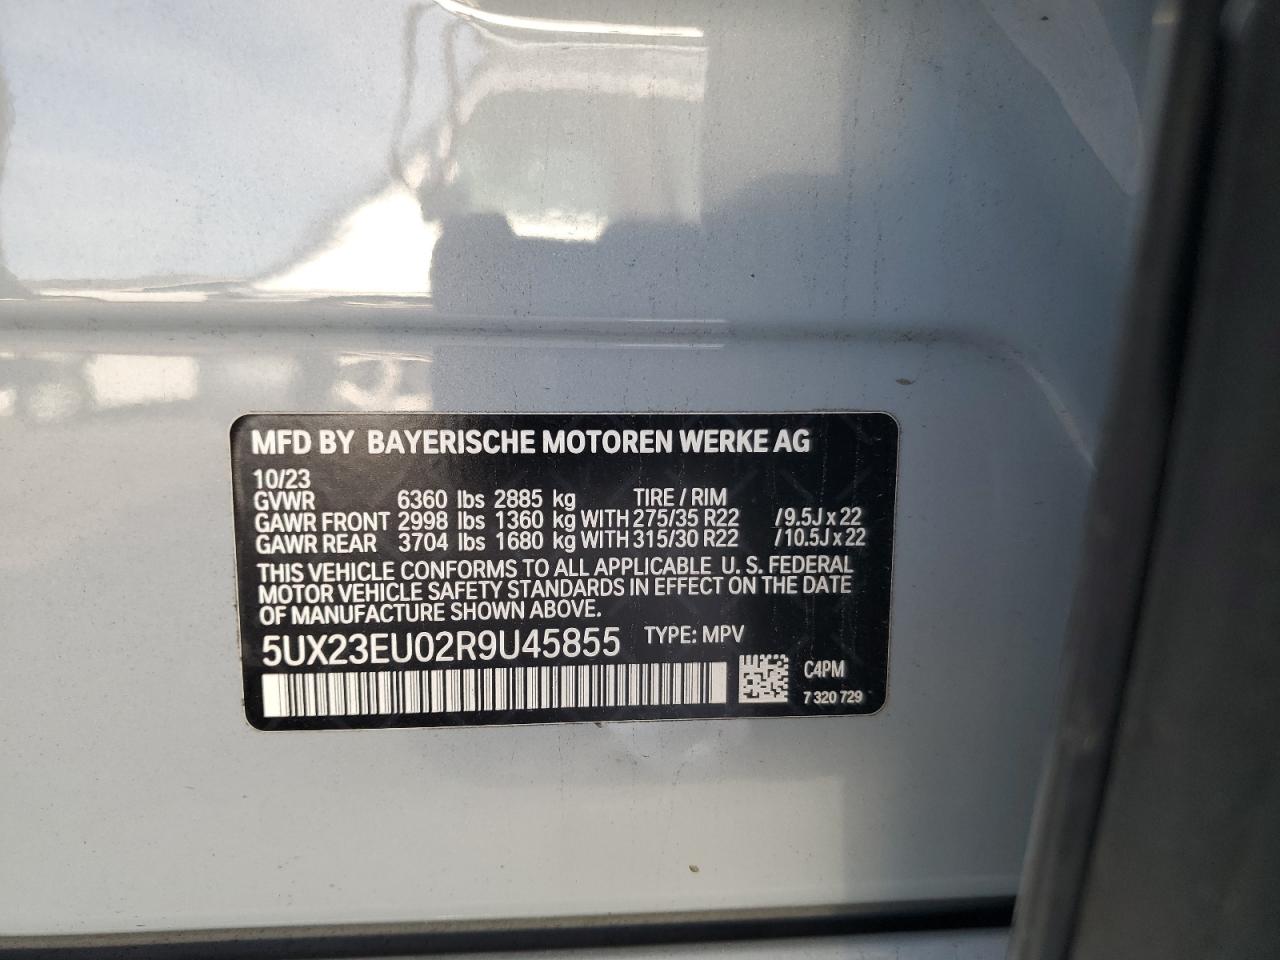 MFD BY BAYERISCHE MOTOREN WERKE AG
10/23
GVWR 6360 lbs 2885 kg TIRE / RIM
GAWR FRONT 2998 lbs 1360 kg WITH 275/35 R22 /9.5J x 22
GAWR REAR 3704 lbs 1680 kg WITH 315/30 R22 /10.5J x 22
THIS VEHICLE CONFORMS TO ALL APPLICABLE U. S. FEDERAL
MOTOR VEHICLE SAFETY STANDARDS IN EFFECT ON THE DATE
OF MANUFACTURE SHOWN ABOVE.
5UX23EU02R9U45855 TYPE: MPV
C4PM
7 320 729